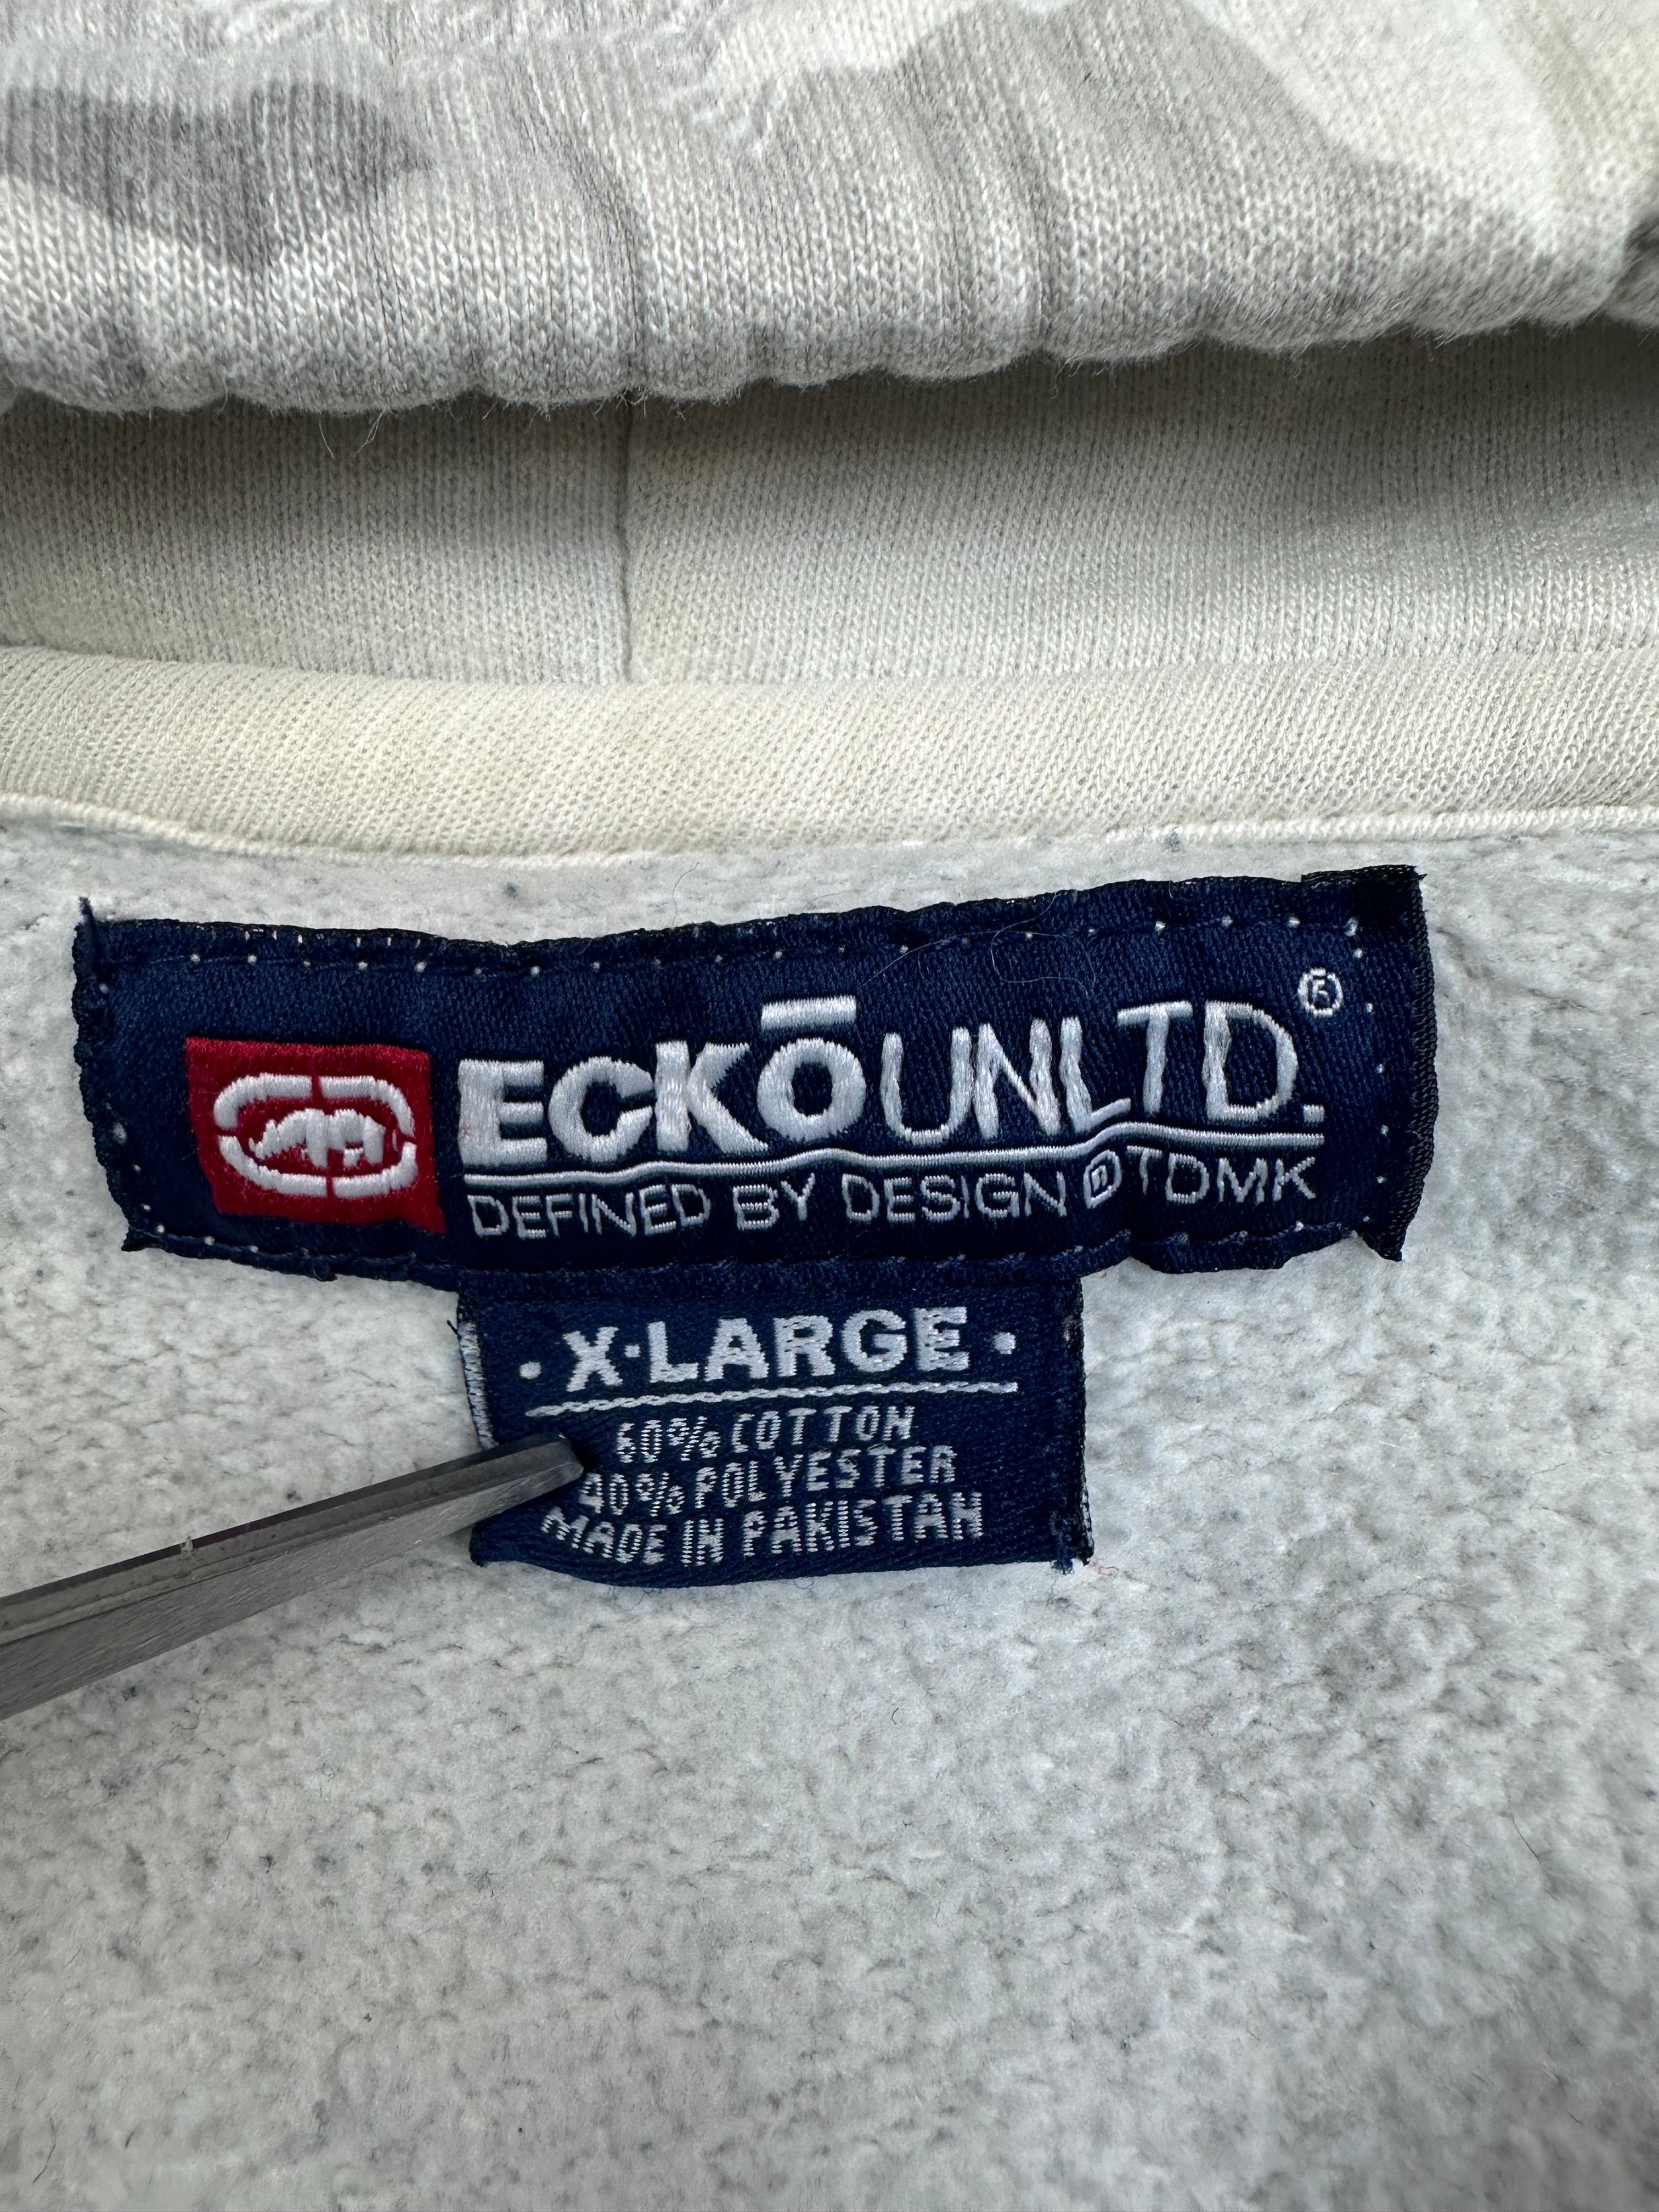 ECKŌUNLTD.®
DEFINED BY DESIGN ® TDMK
· X-LARGE ·
60% COTTON
40% POLYESTER
MADE IN PAKISTAN